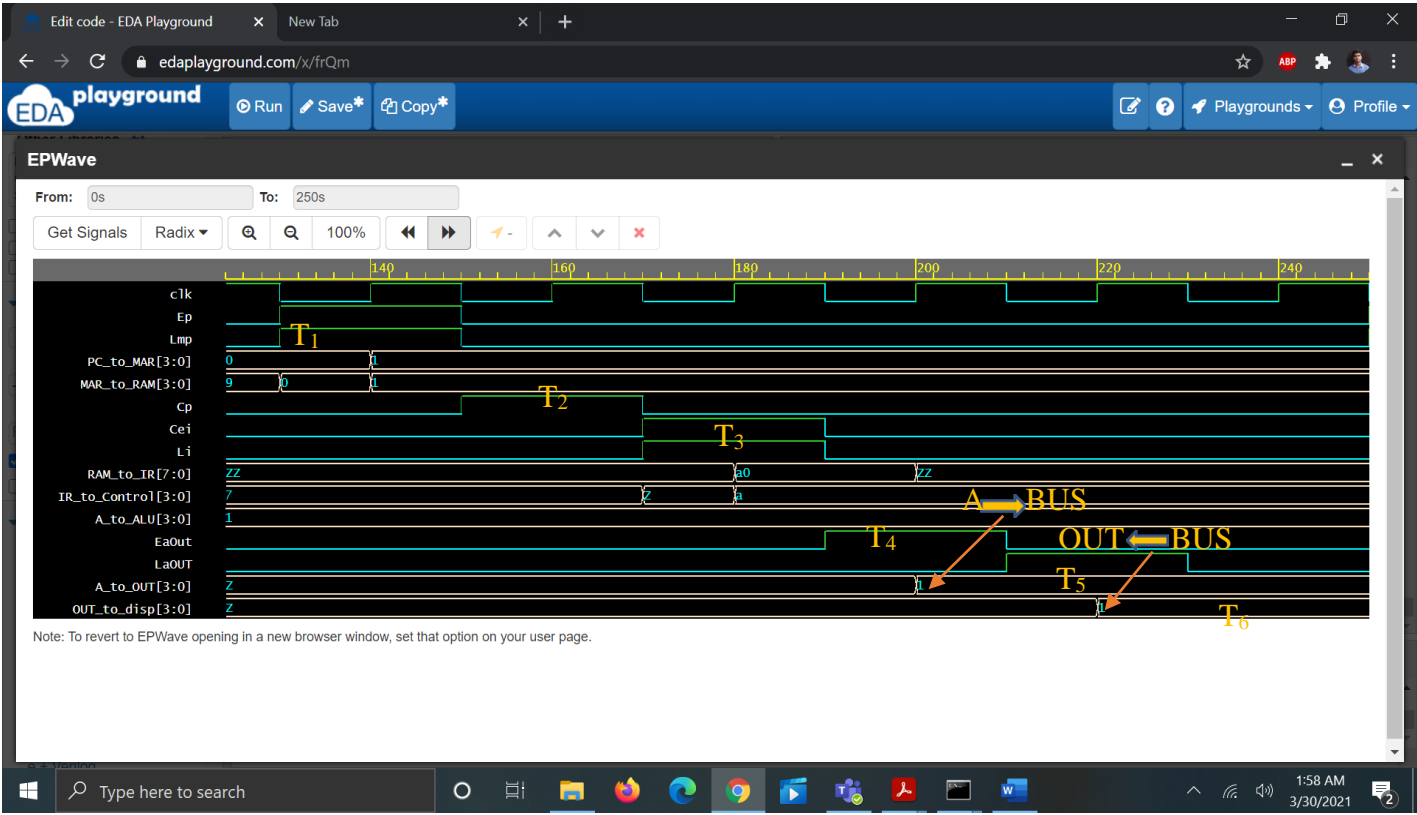 Edit code - EDA Playground
New Tab
edaplayground.com/x/frQm
ABP
EDA playground
Run
Save*
Copy*
Playgrounds
Profile
EPWave
From: 0s To: 250s
Get Signals
Radix
100%
140 160 180 200 220 240
clk
Ep
Lmp T1
PC_to_MAR[3:0] 0 1
MAR_to_RAM[3:0] 9 0 1
Cp T2
Cei T3
Li
RAM_to_IR[7:0] ZZ a0 ZZ
IR_to_Control[3:0] 7 Z a
A BUS
A_to_ALU[3:0] 1
EaOut T4 OUT BUS
LaOUT
A_to_OUT[3:0] Z 1 T5
OUT_to_disp[3:0] Z 1 T6
Note: To revert to EPWave opening in a new browser window, set that option on your user page.
Type here to search
1:58 AM
3/30/2021
2